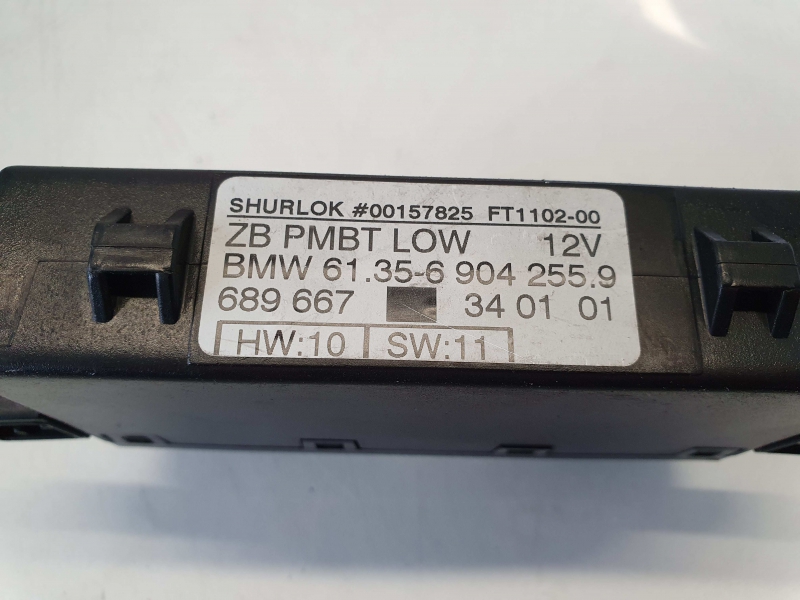 SHURLOK #00157825 FT1102-00
ZB PMBT LOW 12V
BMW 61.35-6 904 255.9
689 667 34 01 01
HW:10 SW:11